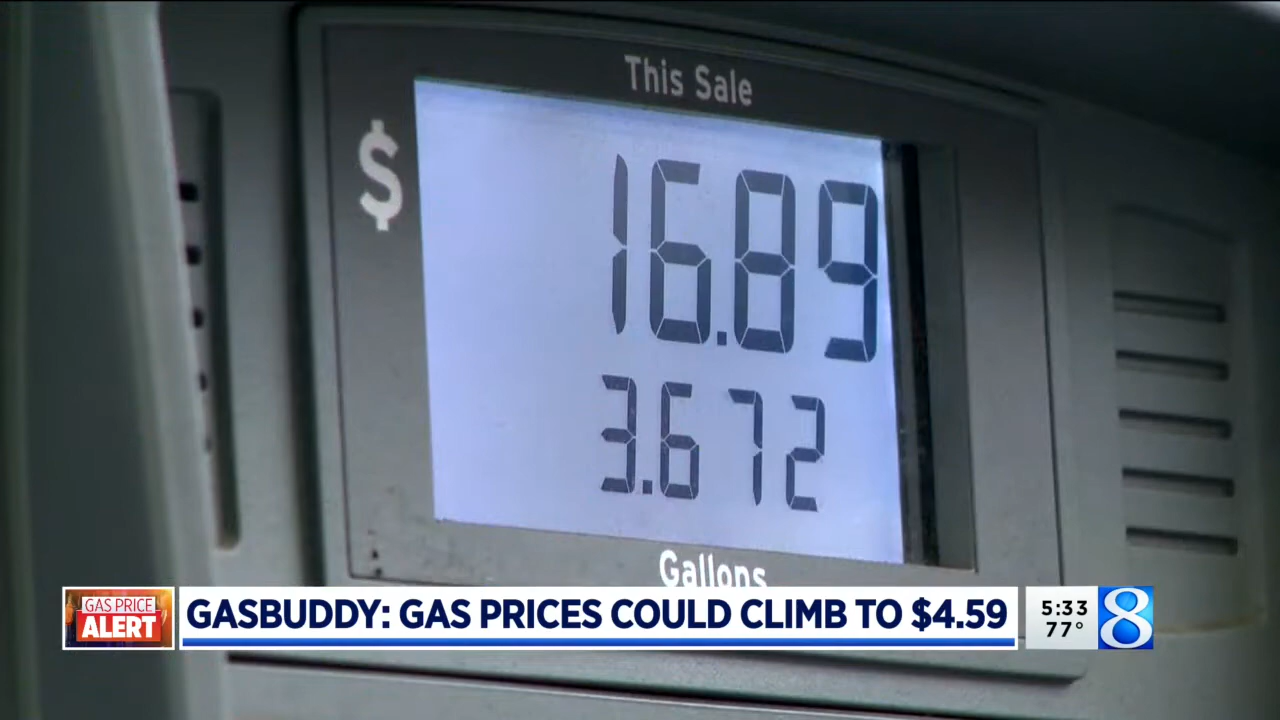 This Sale
$
16.89
3.672
Gallons
GAS PRICE
ALERT
GASBUDDY: GAS PRICES COULD CLIMB TO $4.59
5:33
77°
8